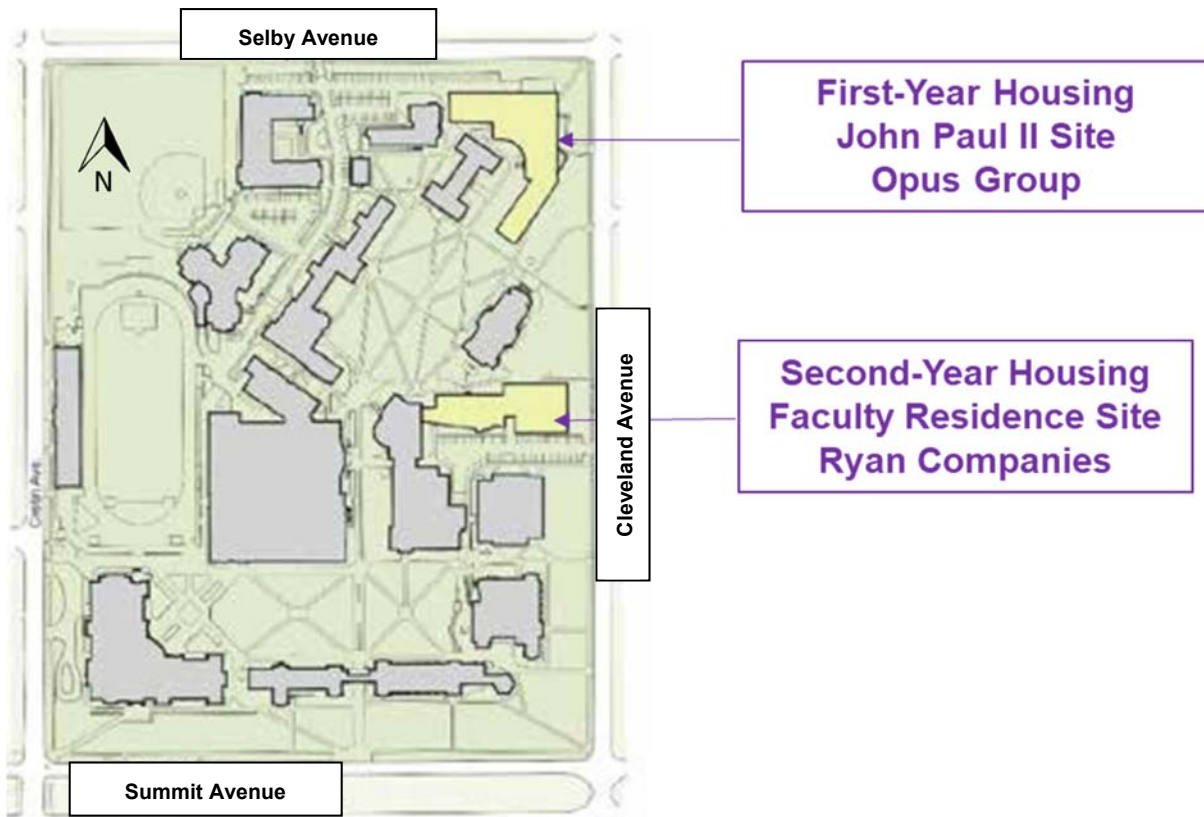 Selby Avenue
First-Year Housing
John Paul II Site
Opus Group
N
Cleveland Avenue
Second-Year Housing
Faculty Residence Site
Ryan Companies
Summit Avenue